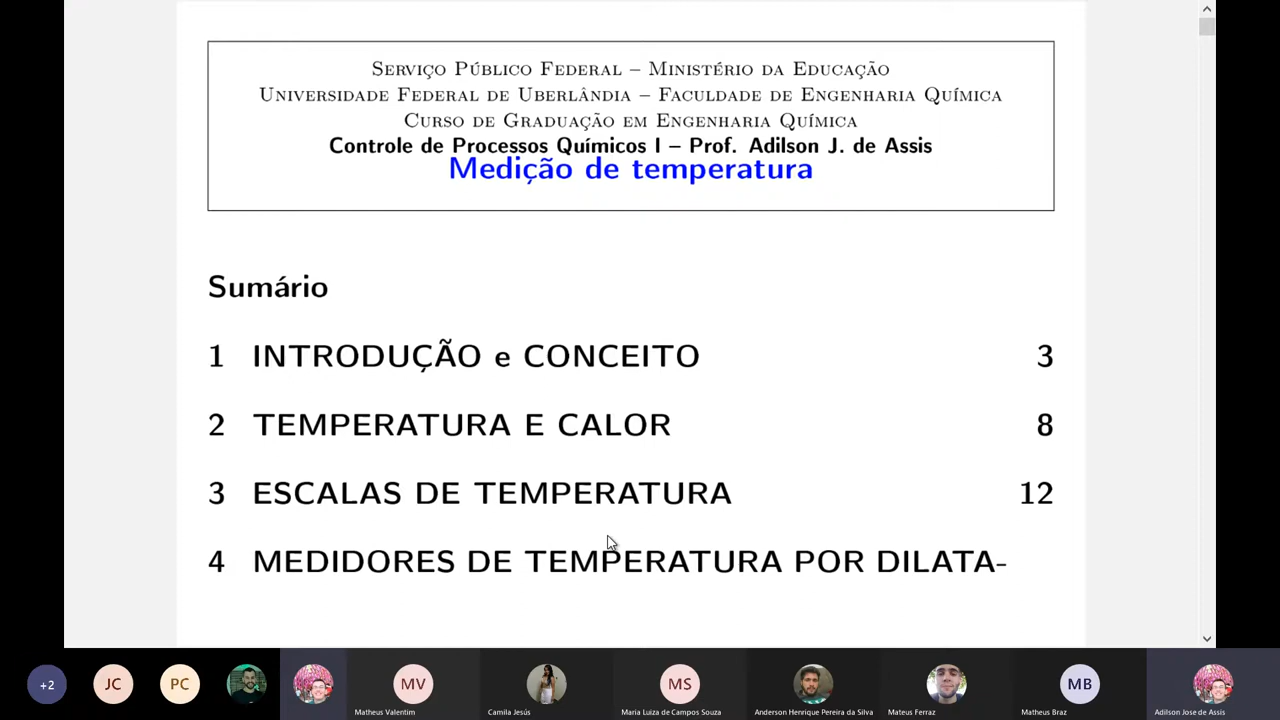 Serviço Público Federal – Ministério da Educação
Universidade Federal de Uberlândia – Faculdade de Engenharia Química
Curso de Graduação em Engenharia Química
Controle de Processos Químicos I – Prof. Adilson J. de Assis
Medição de temperatura
Sumário
1 INTRODUÇÃO e CONCEITO 3
2 TEMPERATURA E CALOR 8
3 ESCALAS DE TEMPERATURA 12
4 MEDIDORES DE TEMPERATURA POR DILATA-
+2 JC PC MV MS MB
Matheus Valentim Camila Jesús Maria Luiza de Campos Souza Anderson Henrique Pereira da Silva Mateus Ferraz Matheus Braz Adilson Jose de Assis